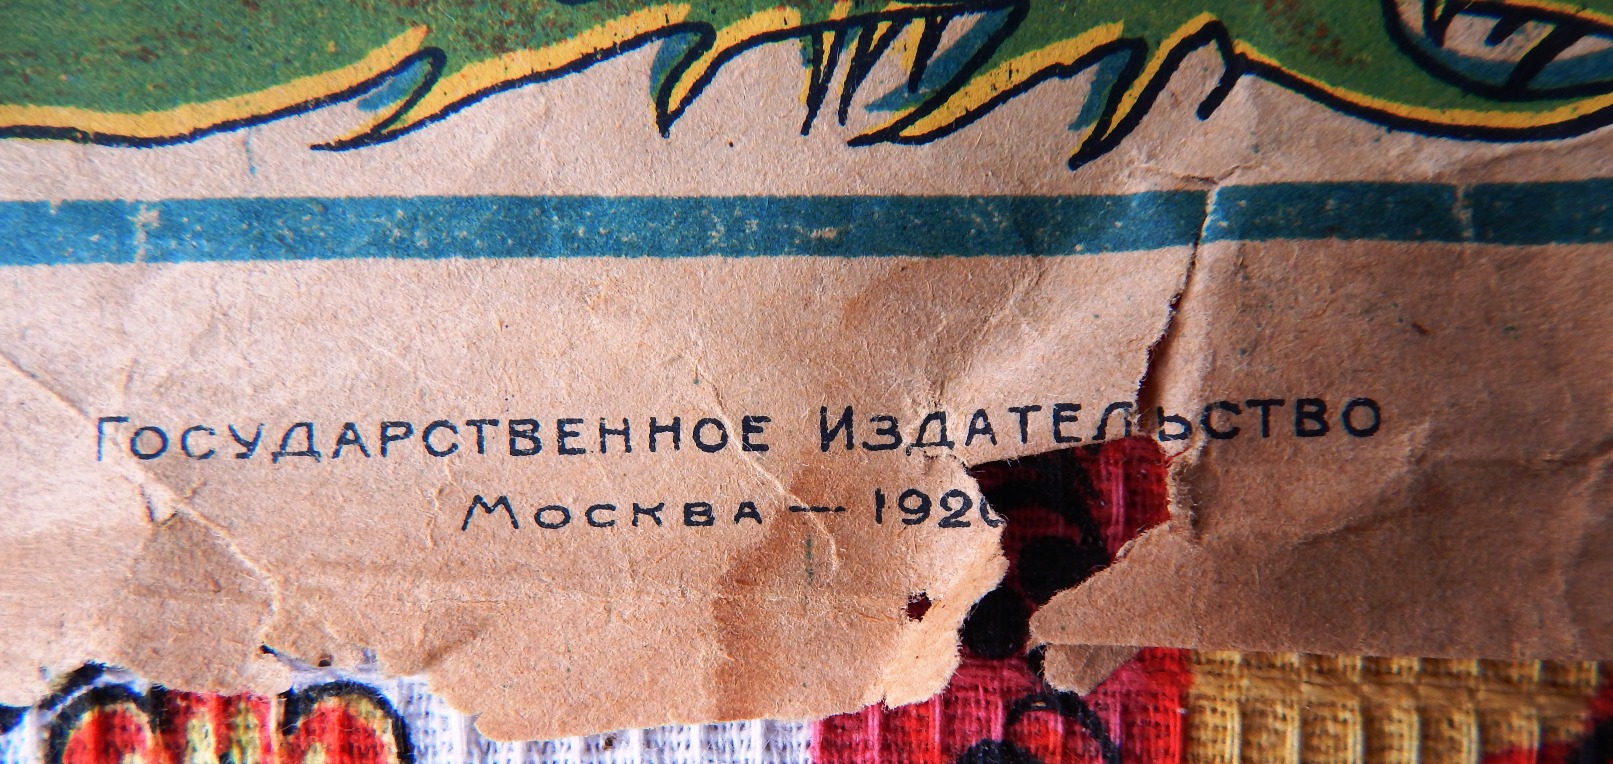 Государственное Издательство
Москва — 192